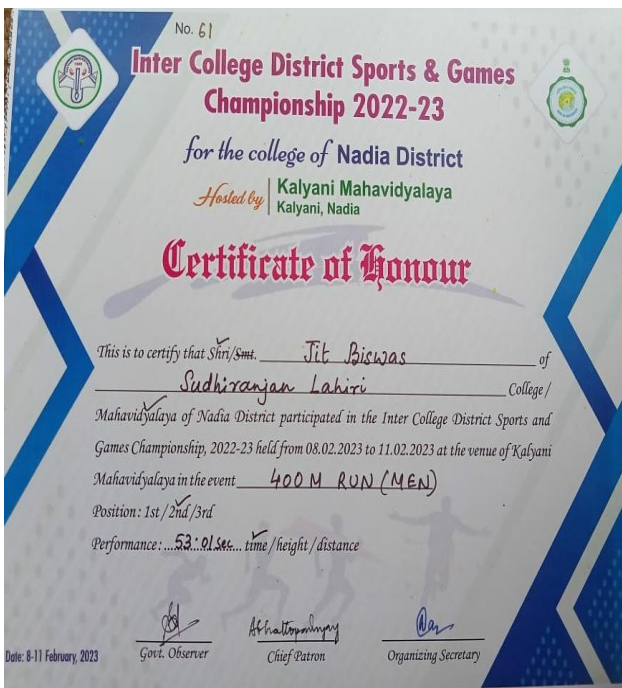 No. 61
Inter College District Sports & Games
Championship 2022-23
for the college of Nadia District
Hosted by Kalyani Mahavidyalaya
Kalyani, Nadia
Certificate of Honour
This is to certify that Shri/Smt. Jit Biswas of
Sudhiranjan Lahiri College /
Mahavidyalaya of Nadia District participated in the Inter College District Sports and
Games Championship, 2022-23 held from 08.02.2023 to 11.02.2023 at the venue of Kalyani
Mahavidyalaya in the event 400 M RUN (MEN)
Position : 1st / 2nd / 3rd
Performance : ...53:01 sec... time / height / distance
Govt. Observer
Chief Patron
Organizing Secretary
Date: 8-11 February, 2023